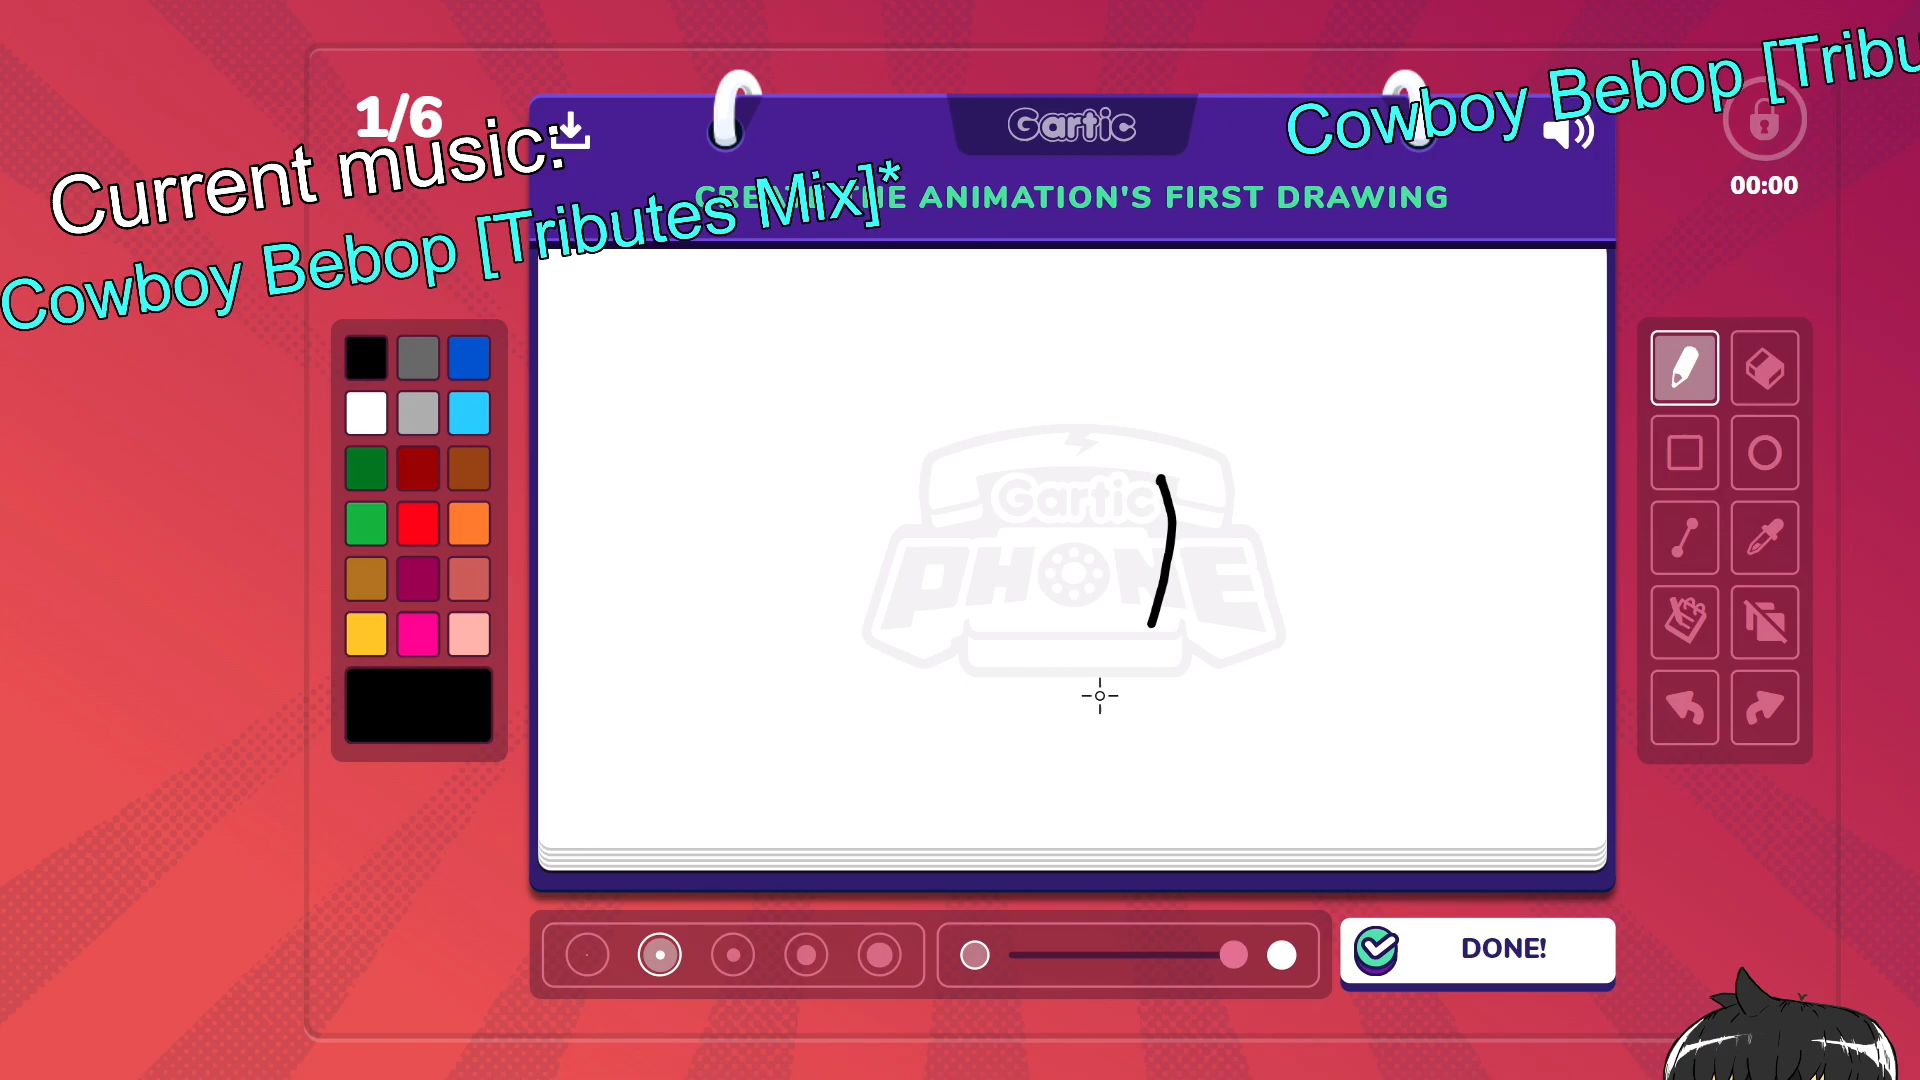 1/6
Gartic
Cowboy Bebop [Tribu
Current music:
00:00
CRE THE ANIMATION'S FIRST DRAWING
Cowboy Bebop [Tributes Mix]*
Gartic
PHONE
DONE!